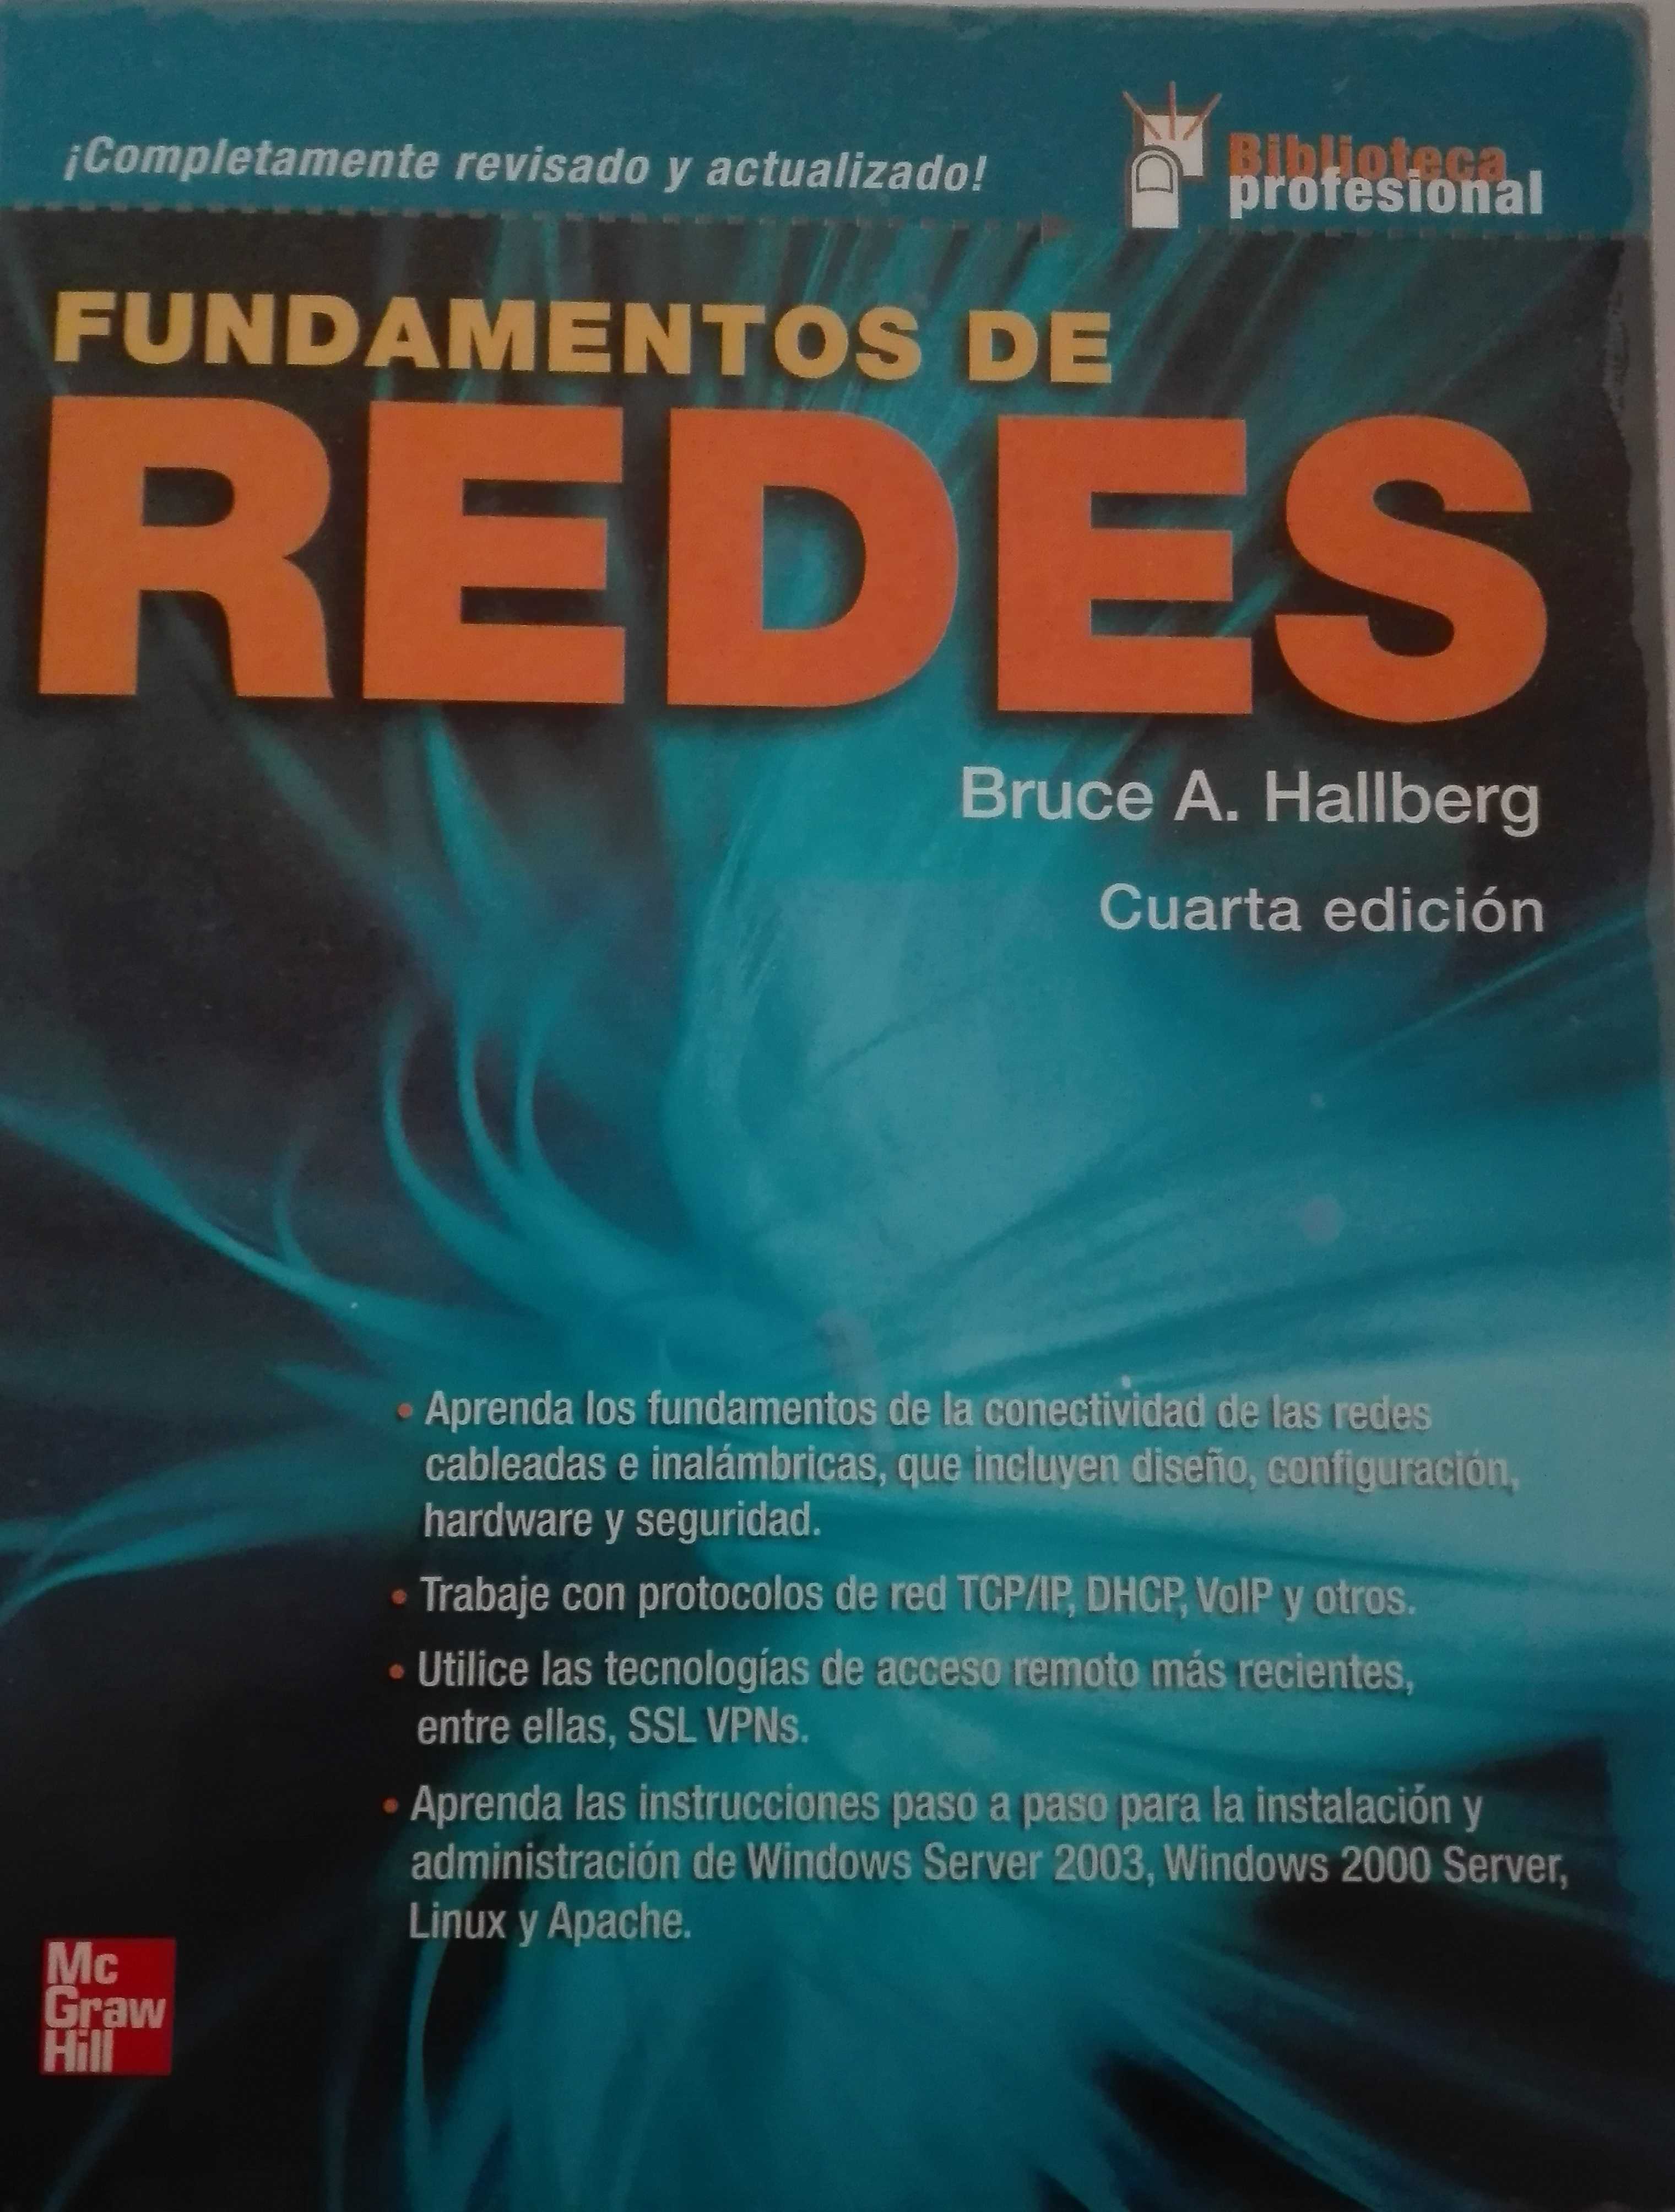 ¡Completamente revisado y actualizado!
Biblioteca
profesional
FUNDAMENTOS DE
REDES
Bruce A. Hallberg
Cuarta edición
• Aprenda los fundamentos de la conectividad de las redes
cableadas e inalámbricas, que incluyen diseño, configuración,
hardware y seguridad.
• Trabaje con protocolos de red TCP/IP, DHCP, VoIP y otros.
• Utilice las tecnologías de acceso remoto más recientes,
entre ellas, SSL VPNs.
• Aprenda las instrucciones paso a paso para la instalación y
administración de Windows Server 2003, Windows 2000 Server,
Linux y Apache.
Mc
Graw
Hill